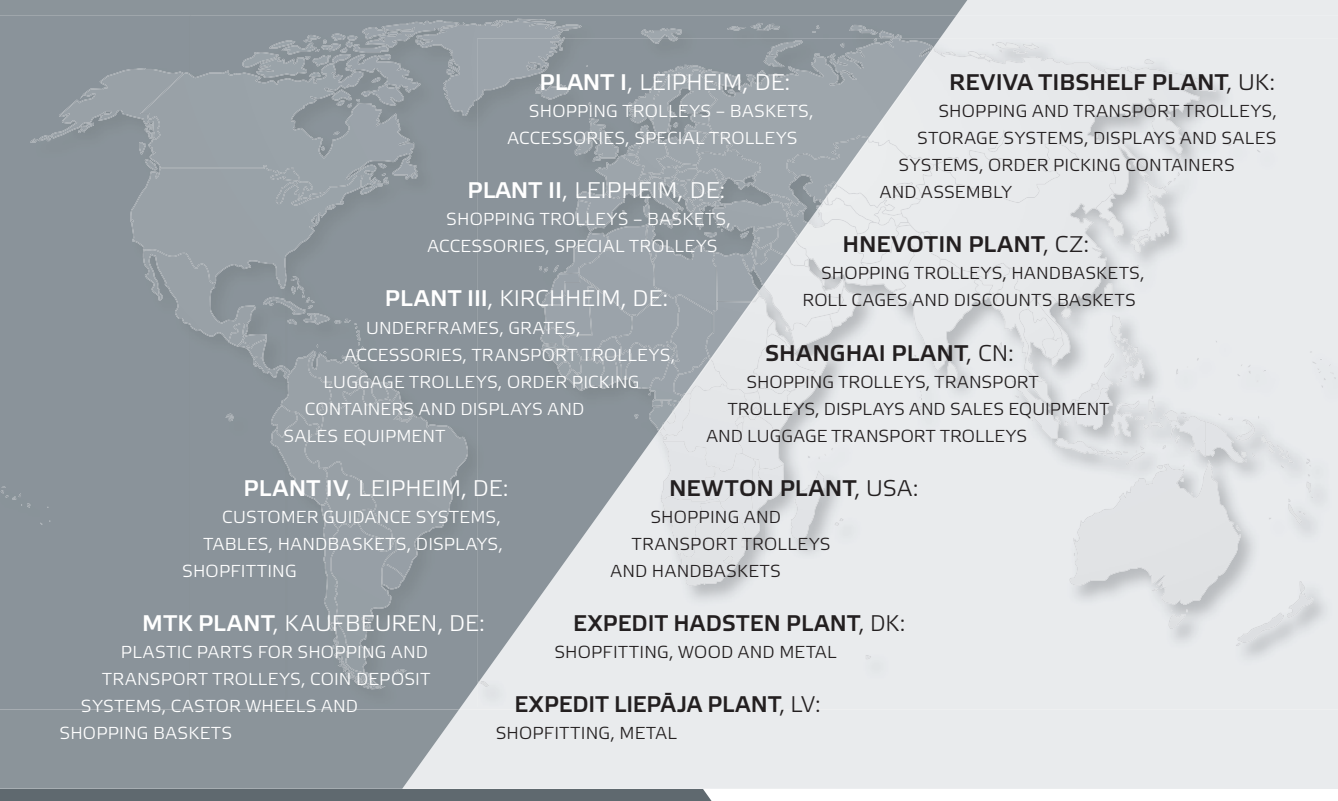 PLANT I, LEIPHEIM, DE:
SHOPPING TROLLEYS – BASKETS,
ACCESSORIES, SPECIAL TROLLEYS
PLANT II, LEIPHEIM, DE:
SHOPPING TROLLEYS – BASKETS,
ACCESSORIES, SPECIAL TROLLEYS
PLANT III, KIRCHHEIM, DE:
UNDERFRAMES, GRATES,
ACCESSORIES, TRANSPORT TROLLEYS,
LUGGAGE TROLLEYS, ORDER PICKING
CONTAINERS AND DISPLAYS AND
SALES EQUIPMENT
PLANT IV, LEIPHEIM, DE:
CUSTOMER GUIDANCE SYSTEMS,
TABLES, HANDBASKETS, DISPLAYS,
SHOPFITTING
MTK PLANT, KAUFBEUREN, DE:
PLASTIC PARTS FOR SHOPPING AND
TRANSPORT TROLLEYS, COIN DEPOSIT
SYSTEMS, CASTOR WHEELS AND
SHOPPING BASKETS
REVIVA TIBSHELF PLANT, UK:
SHOPPING AND TRANSPORT TROLLEYS,
STORAGE SYSTEMS, DISPLAYS AND SALES
SYSTEMS, ORDER PICKING CONTAINERS
AND ASSEMBLY
HNEVOTIN PLANT, CZ:
SHOPPING TROLLEYS, HANDBASKETS,
ROLL CAGES AND DISCOUNTS BASKETS
SHANGHAI PLANT, CN:
SHOPPING TROLLEYS, TRANSPORT
TROLLEYS, DISPLAYS AND SALES EQUIPMENT
AND LUGGAGE TRANSPORT TROLLEYS
NEWTON PLANT, USA:
SHOPPING AND
TRANSPORT TROLLEYS
AND HANDBASKETS
EXPEDIT HADSTEN PLANT, DK:
SHOPFITTING, WOOD AND METAL
EXPEDIT LIEPĀJA PLANT, LV:
SHOPFITTING, METAL